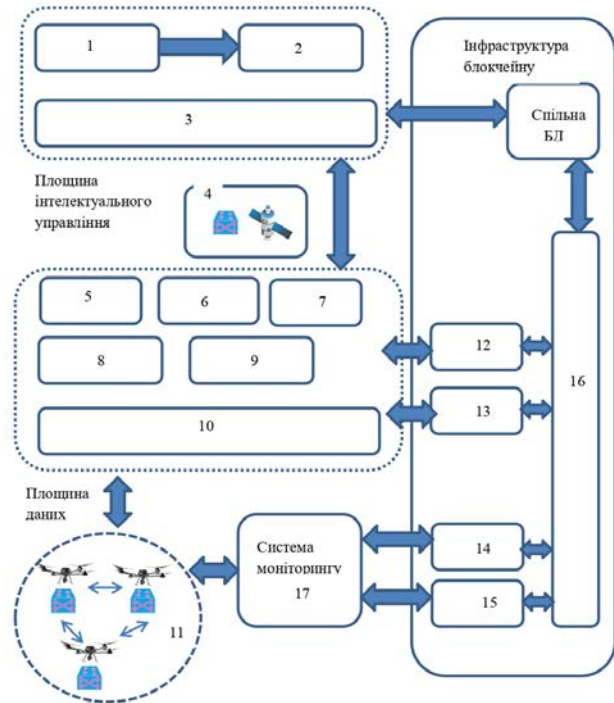 1
2
Інфраструктура
блокчейну
3
Спільна
БД
Площина
інтелектуального
управління
4
5
6
7
8
9
12
16
13
10
Площина
даних
Система
моніторингу
17
14
15
11